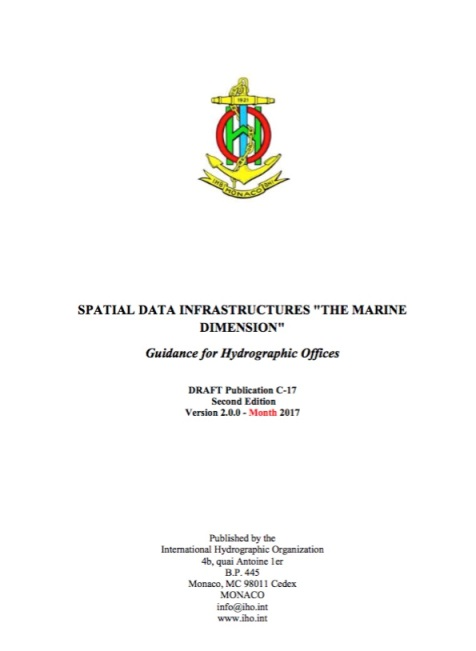 1921
IHO MONACO OHI
SPATIAL DATA INFRASTRUCTURES "THE MARINE
DIMENSION"
Guidance for Hydrographic Offices
DRAFT Publication C-17
Second Edition
Version 2.0.0 - Month 2017
Published by the
International Hydrographic Organization
4b, quai Antoine 1er
B.P. 445
Monaco, MC 98011 Cedex
MONACO
info@iho.int
www.iho.int